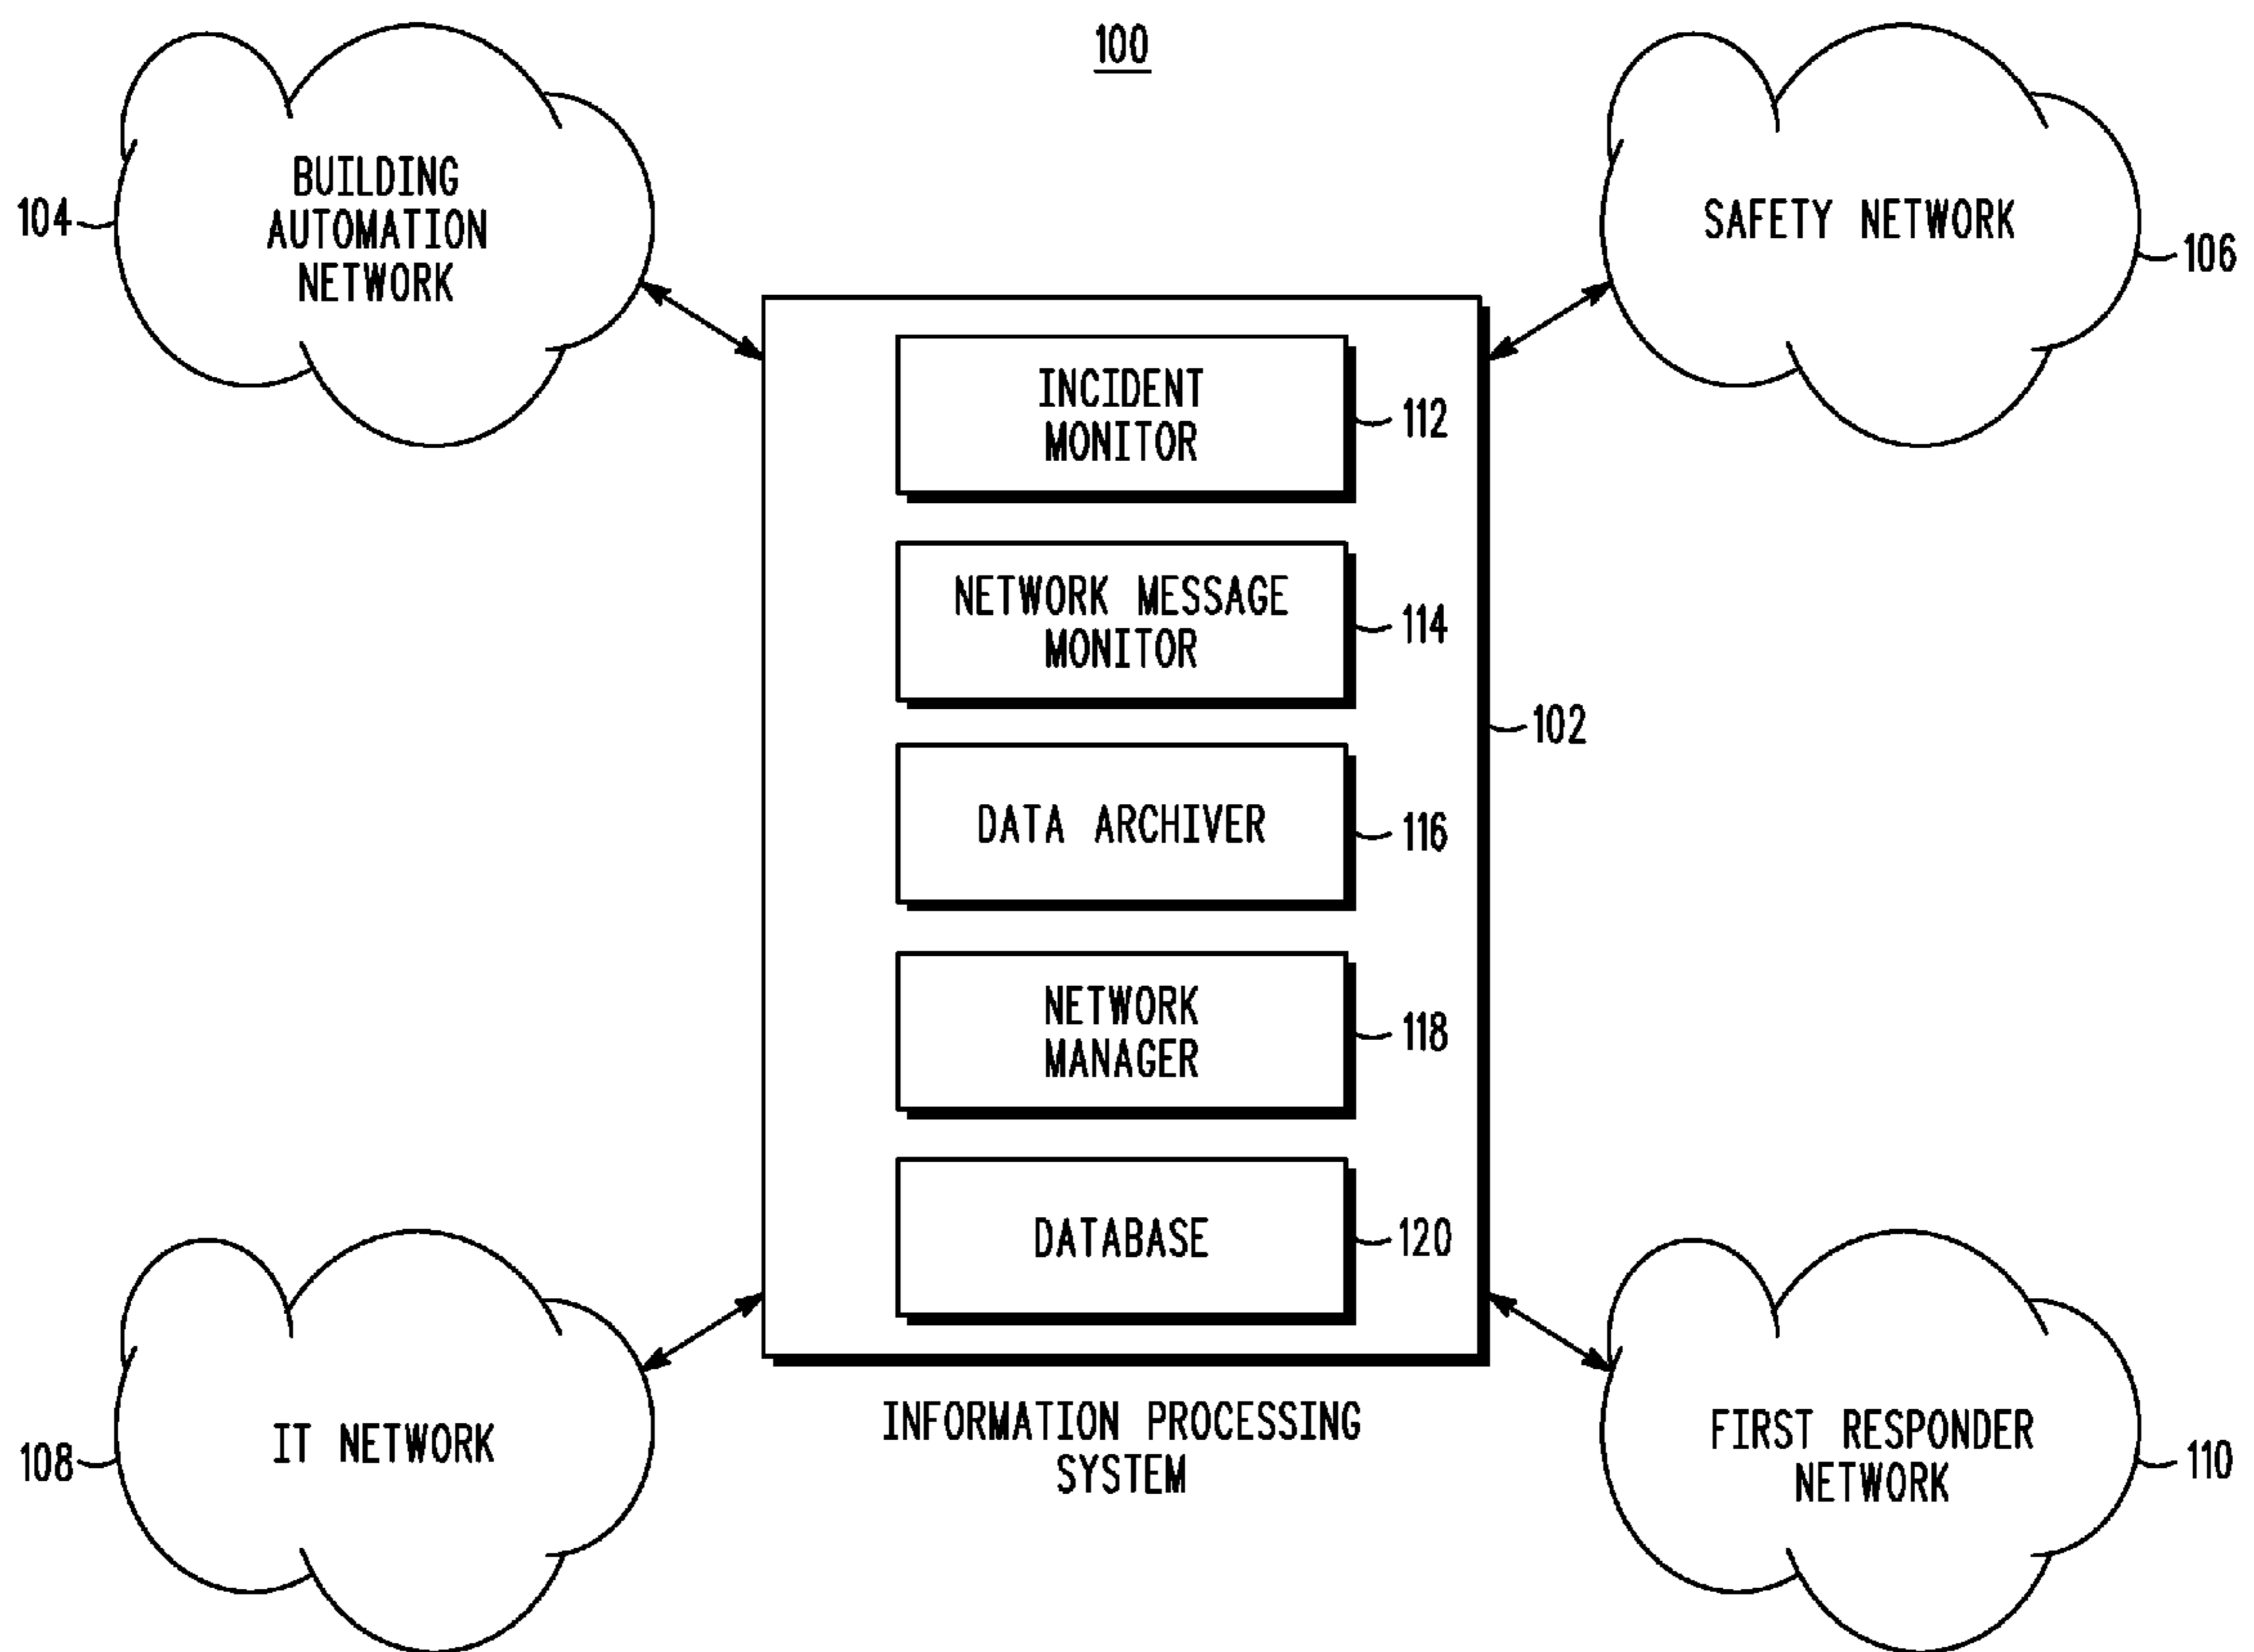 100
BUILDING
AUTOMATION
NETWORK
104
SAFETY NETWORK
106
INCIDENT
MONITOR
112
NETWORK MESSAGE
MONITOR
114
102
DATA ARCHIVER
116
NETWORK
MANAGER
118
DATABASE
120
INFORMATION PROCESSING
SYSTEM
IT NETWORK
108
FIRST RESPONDER
NETWORK
110